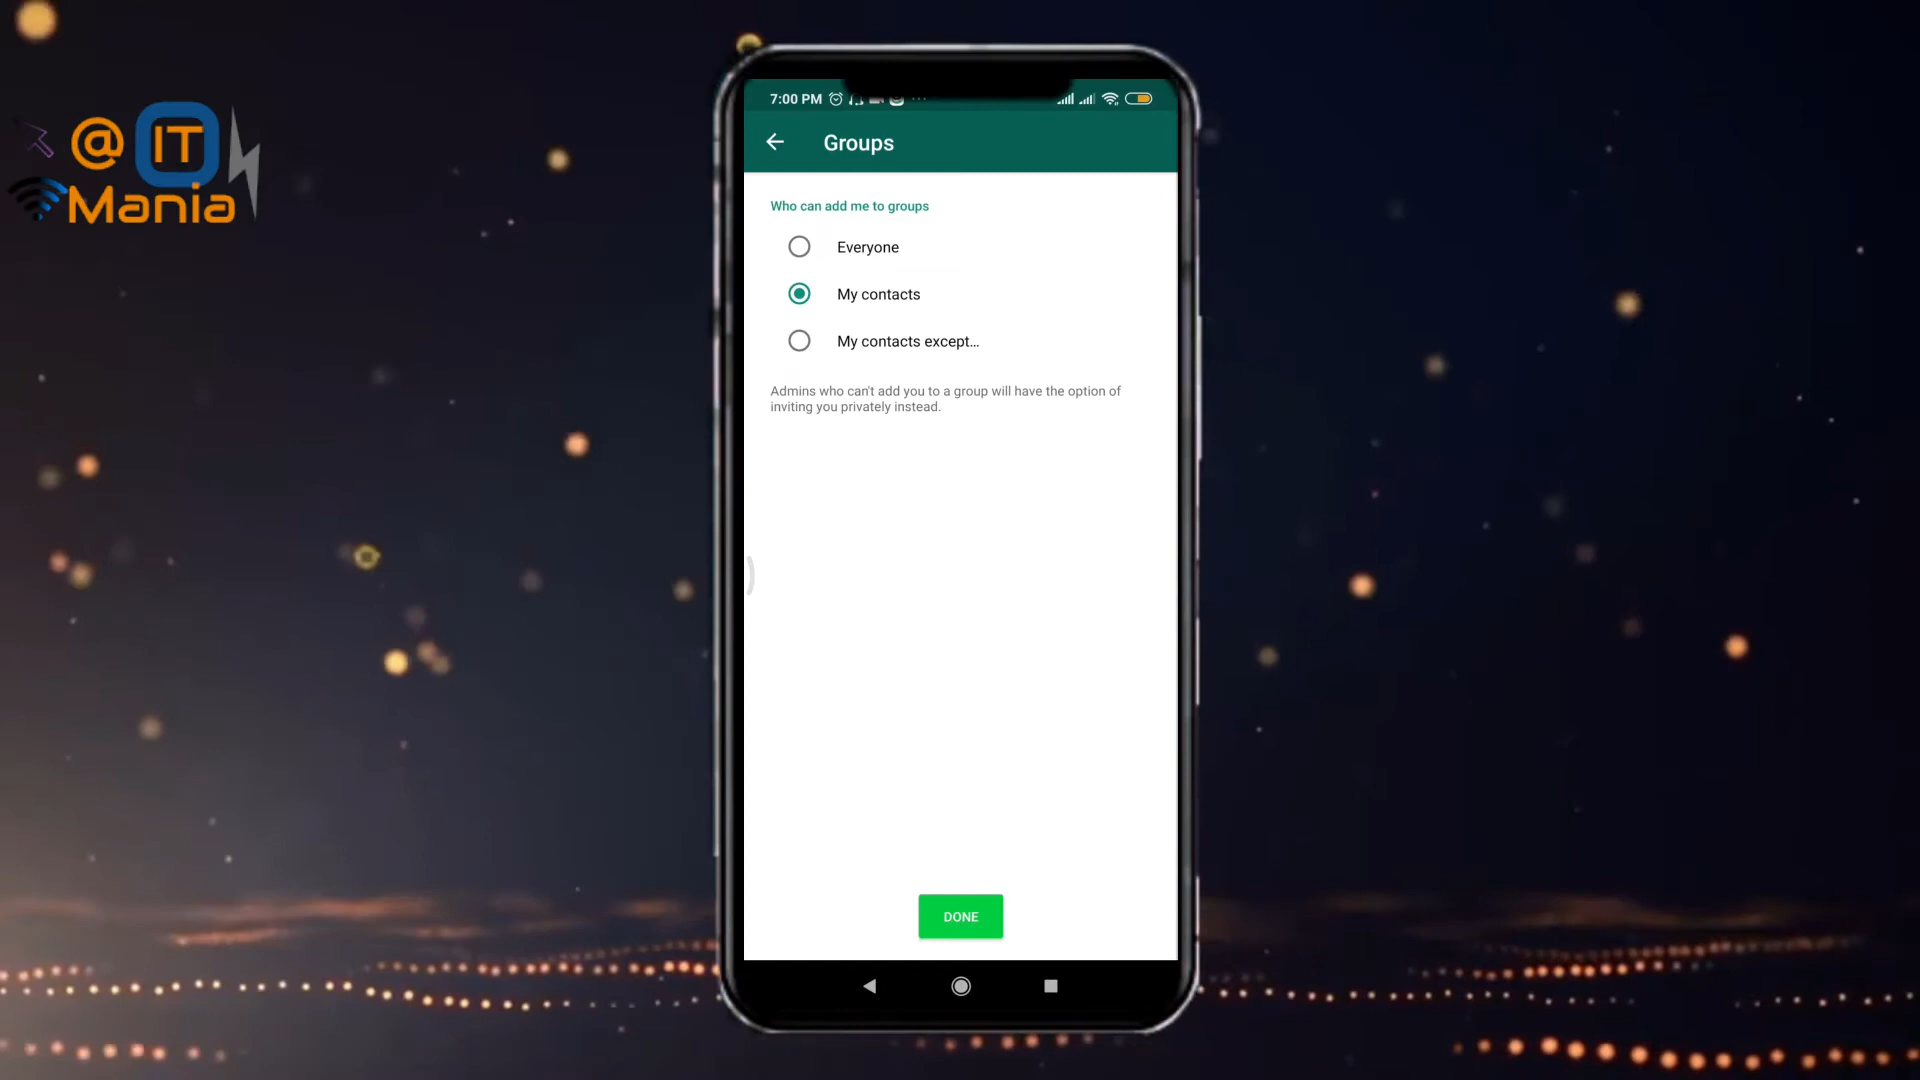 @ IT
Mania
7:00 PM
Groups
Who can add me to groups
Everyone
My contacts
My contacts except...
Admins who can't add you to a group will have the option of
inviting you privately instead.
DONE